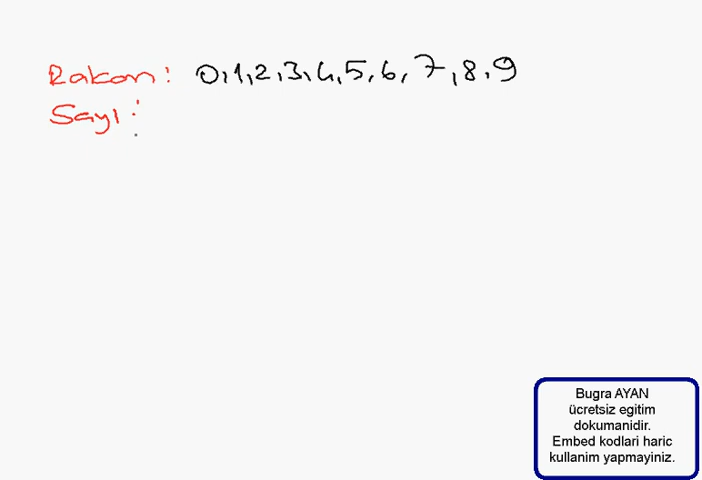 Rakam: 0,1,2,3,4,5,6,7,8,9
Sayı:
Bugra AYAN
ücretsiz egitim
dokumanidir.
Embed kodlari haric
kullanim yapmayiniz.